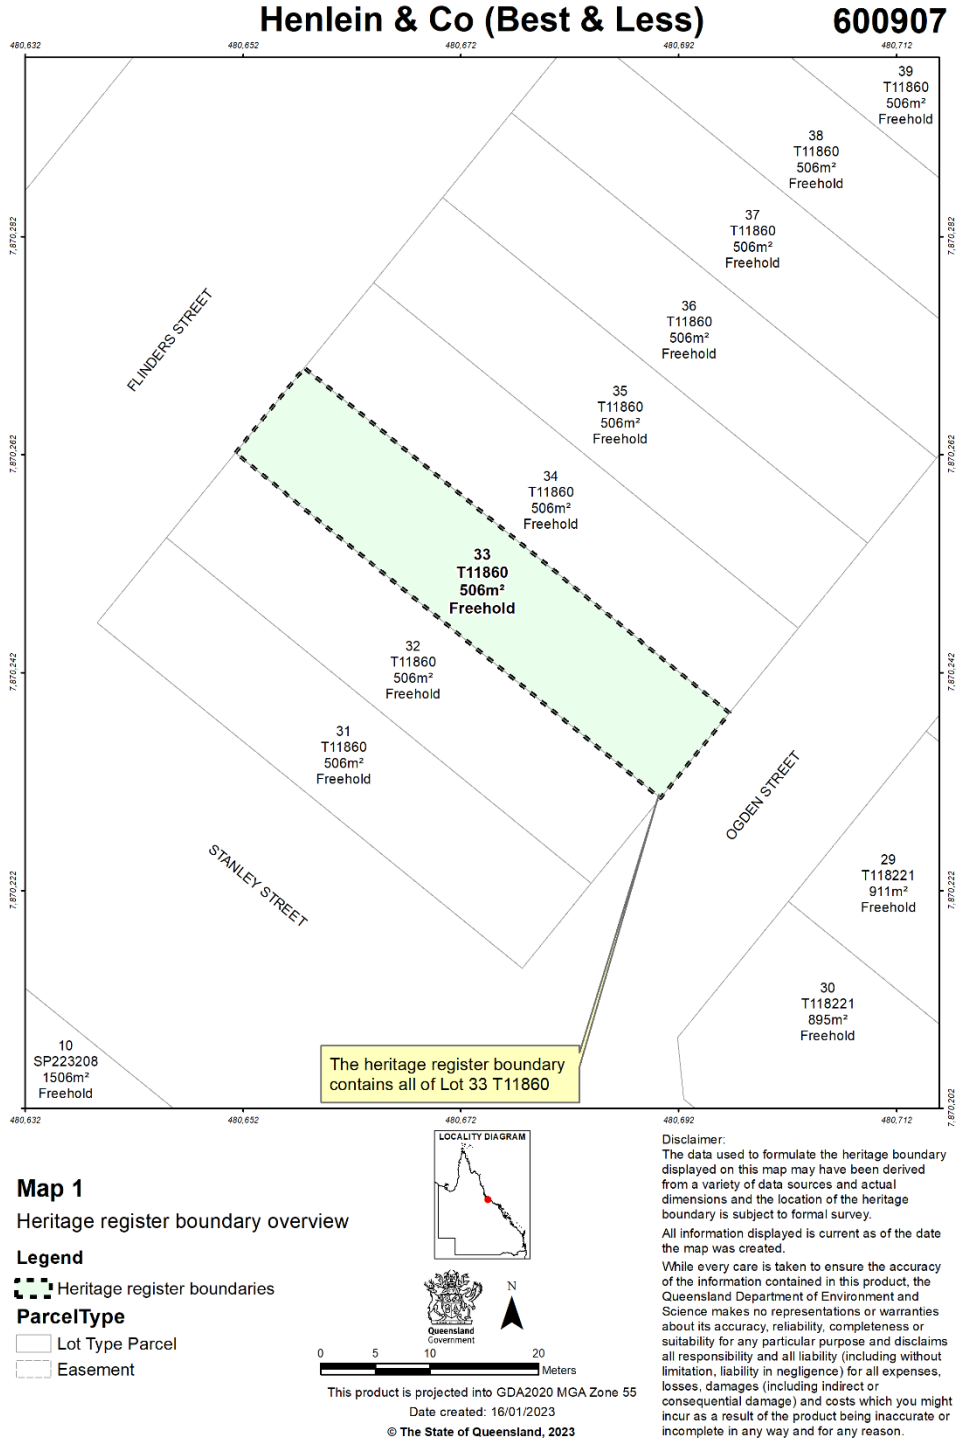 Henlein & Co (Best & Less)
600907
480,632
480,652
480,672
480,692
480,712
39
T11860
506m²
Freehold
38
T11860
506m²
Freehold
37
T11860
506m²
Freehold
7,870,282
7,870,282
36
T11860
506m²
Freehold
FLINDERS STREET
35
T11860
506m²
Freehold
7,870,262
7,870,262
34
T11860
506m²
Freehold
33
T11860
506m²
Freehold
32
T11860
506m²
Freehold
7,870,242
7,870,242
31
T11860
506m²
Freehold
OGDEN STREET
STANLEY STREET
29
T118221
911m²
Freehold
7,870,222
7,870,222
30
T118221
895m²
Freehold
10
SP223208
1506m²
Freehold
The heritage register boundary
contains all of Lot 33 T11860
7,870,202
480,632
480,652
480,672
480,692
480,712
Map 1
Heritage register boundary overview
Legend
Heritage register boundaries
ParcelType
Lot Type Parcel
Easement
LOCALITY DIAGRAM
Queensland
Government
N
0 5 10 20
Meters
This product is projected into GDA2020 MGA Zone 55
Date created: 16/01/2023
© The State of Queensland, 2023
Disclaimer:
The data used to formulate the heritage boundary
displayed on this map may have been derived
from a variety of data sources and actual
dimensions and the location of the heritage
boundary is subject to formal survey.
All information displayed is current as of the date
the map was created.
While every care is taken to ensure the accuracy
of the information contained in this product, the
Queensland Department of Environment and
Science makes no representations or warranties
about its accuracy, reliability, completeness or
suitability for any particular purpose and disclaims
all responsibility and all liability (including without
limitation, liability in negligence) for all expenses,
losses, damages (including indirect or
consequential damage) and costs which you might
incur as a result of the product being inaccurate or
incomplete in any way and for any reason.